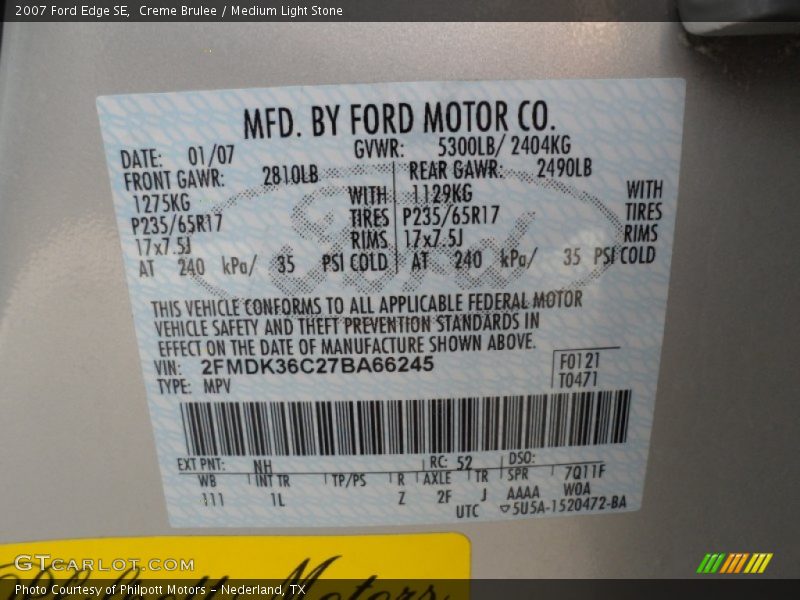 2007 Ford Edge SE, Creme Brulee / Medium Light Stone
MFD. BY FORD MOTOR CO.
DATE: 01/07 GVWR: 5300LB/ 2404KG
FRONT GAWR: 2810LB REAR GAWR: 2490LB
1275KG WITH 1129KG WITH
P235/65R17 TIRES P235/65R17 TIRES
17x7.5J RIMS 17x7.5J RIMS
AT 240 kPa/ 35 PSI COLD AT 240 kPa/ 35 PSI COLD
Ford
THIS VEHICLE CONFORMS TO ALL APPLICABLE FEDERAL MOTOR
VEHICLE SAFETY AND THEFT PREVENTION STANDARDS IN
EFFECT ON THE DATE OF MANUFACTURE SHOWN ABOVE.
VIN: 2FMDK36C27BA66245 F0121
TYPE: MPV T0471
EXT PNT: NH RC: 52 DSO:
WB INT TR TP/PS R AXLE TR SPR 7Q11F
111 1L Z 2F J AAAA W0A
UTC ▽5U5A-1520472-BA
GTCARLOT.COM
Motors
Photo Courtesy of Philpott Motors - Nederland, TX